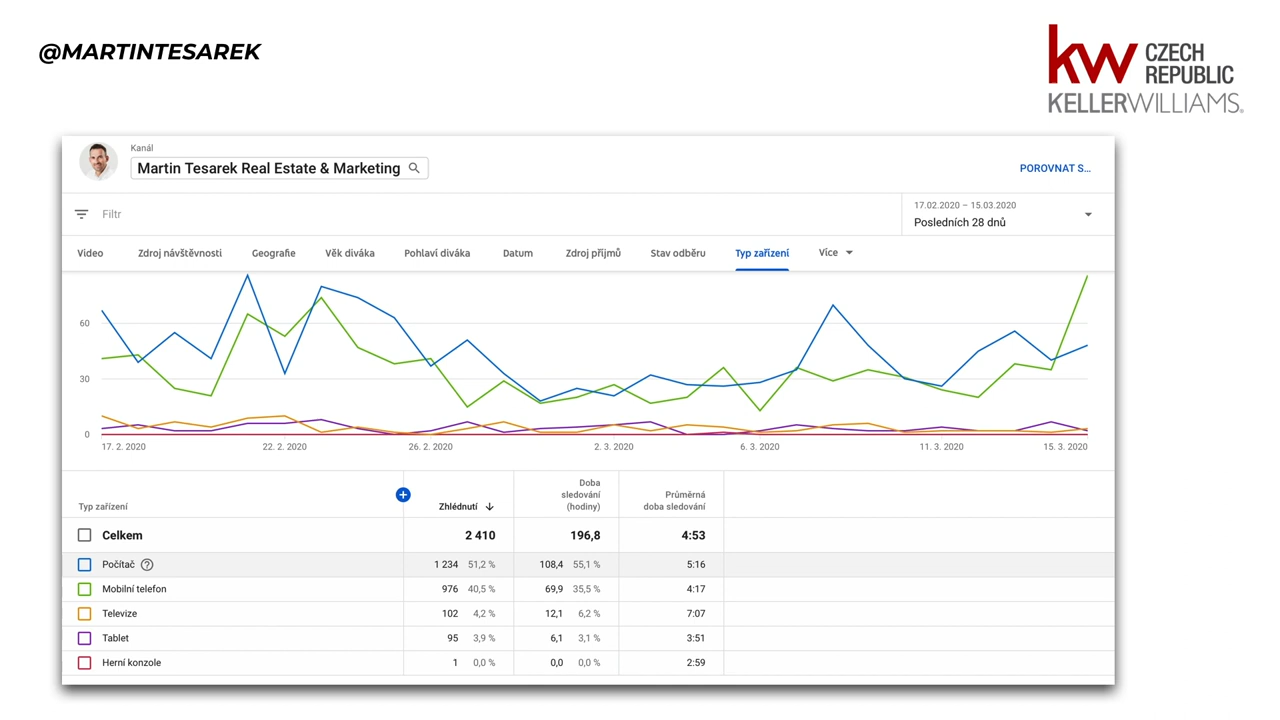 @MARTINTESAREK
kw CZECH REPUBLIC
KELLERWILLIAMS®
Kanál
Martin Tesarek Real Estate & Marketing
POROVNAT S…
Filtr
17.02.2020 – 15.03.2020
Posledních 28 dnů
Video Zdroj návštěvnosti Geografie Věk diváka Pohlaví diváka Datum Zdroj příjmů Stav odběru Typ zařízení Více
60
30
0
17. 2. 2020 22. 2. 2020 26. 2. 2020 2. 3. 2020 6. 3. 2020 11. 3. 2020 15. 3. 2020
Typ zařízení Zhlédnutí Doba sledování (hodiny) Průměrná doba sledování
Celkem 2 410 196,8 4:53
Počítač 1 234 51,2 % 108,4 55,1 % 5:16
Mobilní telefon 976 40,5 % 69,9 35,5 % 4:17
Televize 102 4,2 % 12,1 6,2 % 7:07
Tablet 95 3,9 % 6,1 3,1 % 3:51
Herní konzole 1 0,0 % 0,0 0,0 % 2:59